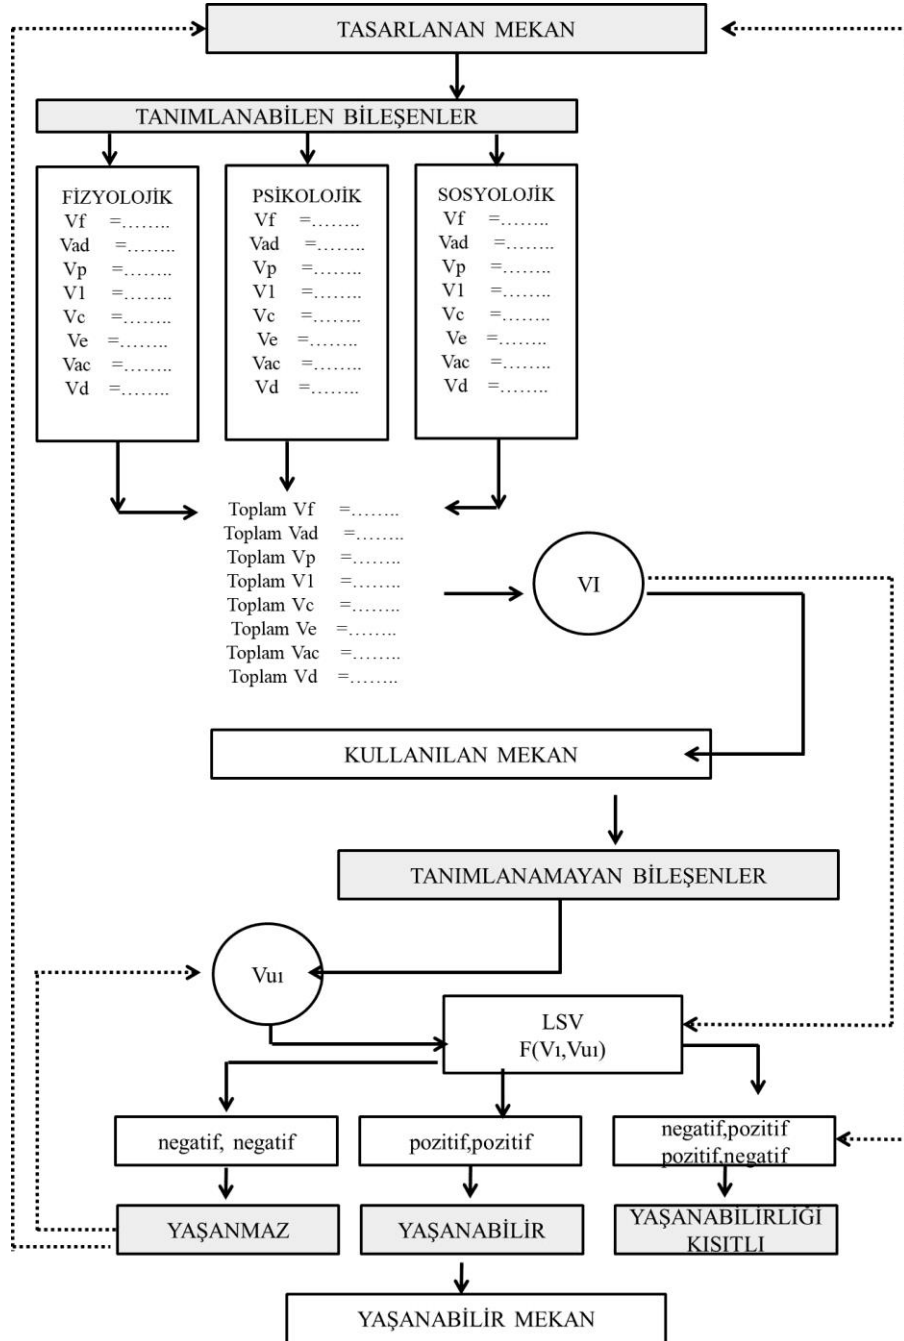 TASARLANAN MEKAN
TANIMLANABİLEN BİLEŞENLER
FİZYOLOJİK
Vf =……..
Vad =……..
Vp =……..
V1 =……..
Vc =……..
Ve =……..
Vac =……..
Vd =……..
PSİKOLOJİK
Vf =……..
Vad =……..
Vp =……..
V1 =……..
Vc =……..
Ve =……..
Vac =……..
Vd =……..
SOSYOLOJİK
Vf =……..
Vad =……..
Vp =……..
V1 =……..
Vc =……..
Ve =……..
Vac =……..
Vd =……..
Toplam Vf =……..
Toplam Vad =……..
Toplam Vp =……..
Toplam V1 =……..
Toplam Vc =……..
Toplam Ve =……..
Toplam Vac =……..
Toplam Vd =……..
VI
KULLANILAN MEKAN
TANIMLANAMAYAN BİLEŞENLER
Vuı
LSV
F(Vı,Vuı)
negatif, negatif
pozitif,pozitif
negatif,pozitif
pozitif,negatif
YAŞANMAZ
YAŞANABİLİR
YAŞANABİLİRLİĞİ
KISITLI
YAŞANABİLİR MEKAN